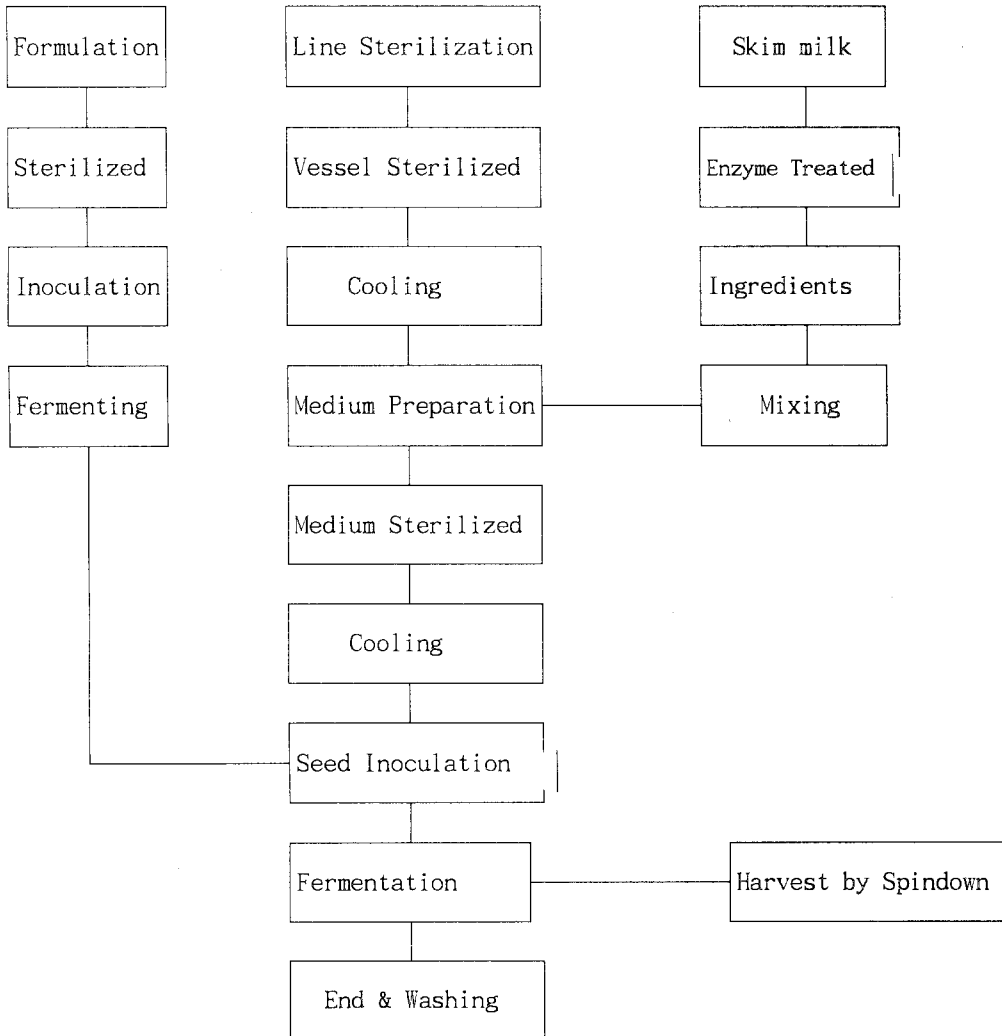 Formulation
Line Sterilization
Skim milk
Sterilized
Vessel Sterilized
Enzyme Treated
Inoculation
Cooling
Ingredients
Fermenting
Medium Preparation
Mixing
Medium Sterilized
Cooling
Seed Inoculation
Fermentation
Harvest by Spindown
End & Washing